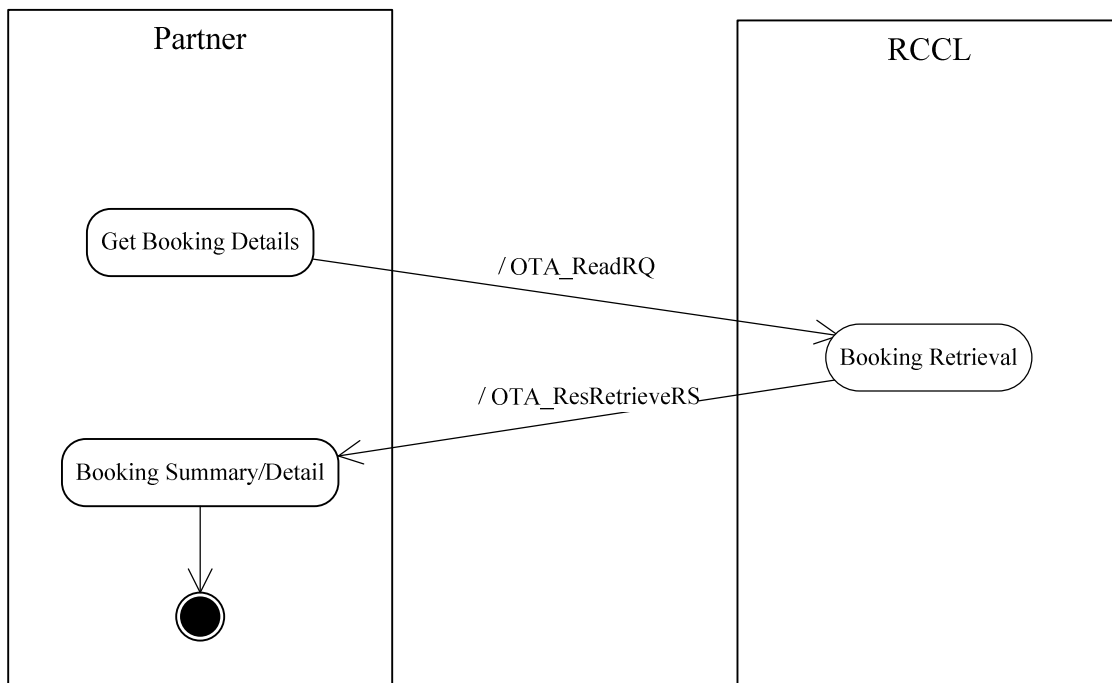 Partner
RCCL
Get Booking Details
/ OTA_ReadRQ
Booking Retrieval
/ OTA_ResRetrieveRS
Booking Summary/Detail